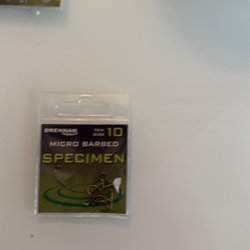 DRENNAN
TEN SIZE 10
MICRO BARBED
SPECIMEN